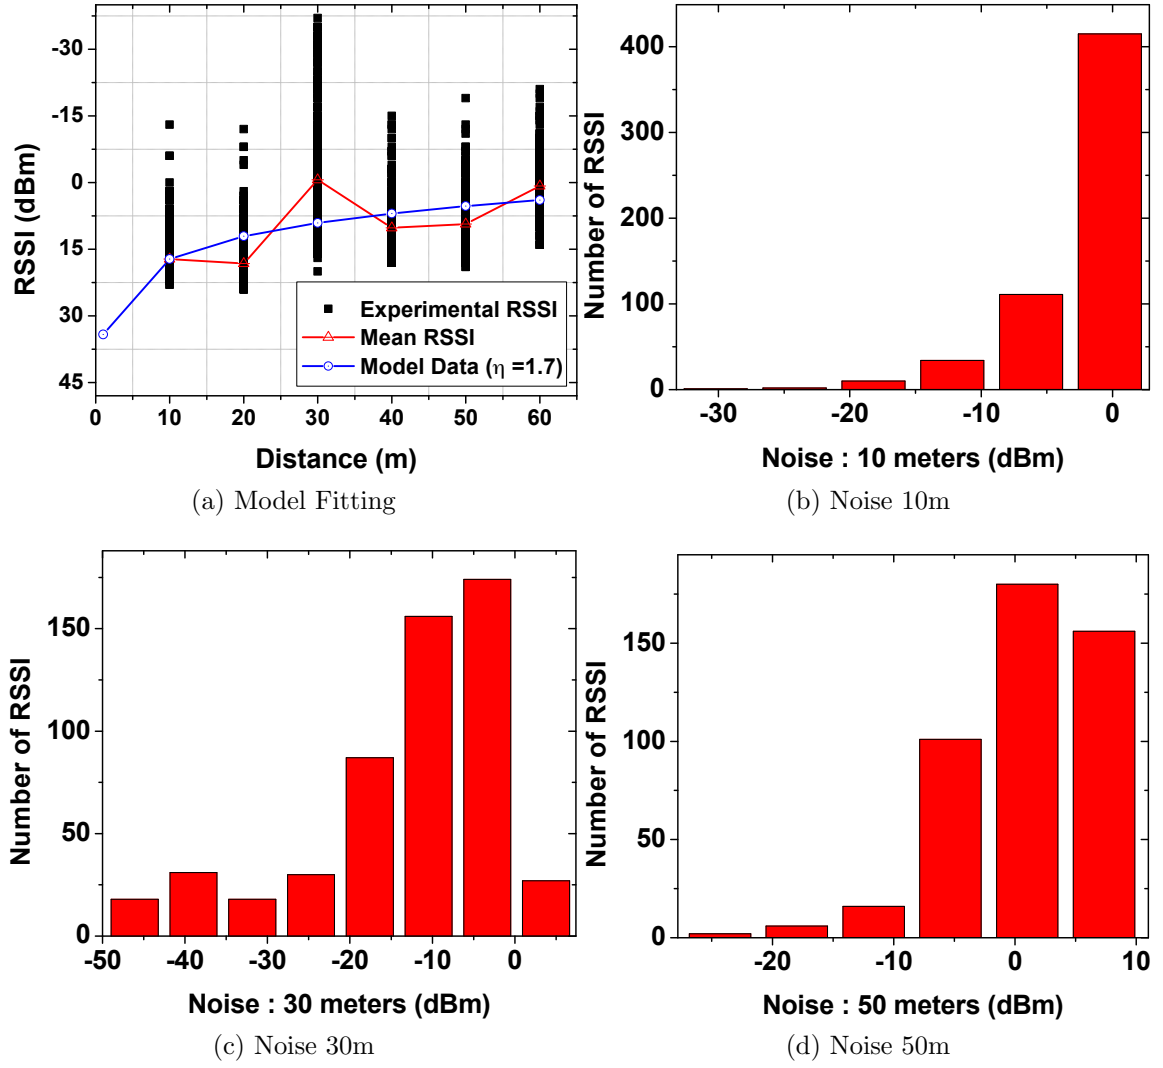 -30
-15
0
15
30
45
RSSI (dBm)
0 10 20 30 40 50 60
Distance (m)
Experimental RSSI
Mean RSSI
Model Data (η =1.7)
(a) Model Fitting
400
300
200
100
0
Number of RSSI
-30 -20 -10 0
Noise : 10 meters (dBm)
(b) Noise 10m
150
100
50
0
Number of RSSI
-50 -40 -30 -20 -10 0
Noise : 30 meters (dBm)
(c) Noise 30m
150
100
50
0
Number of RSSI
-20 -10 0 10
Noise : 50 meters (dBm)
(d) Noise 50m